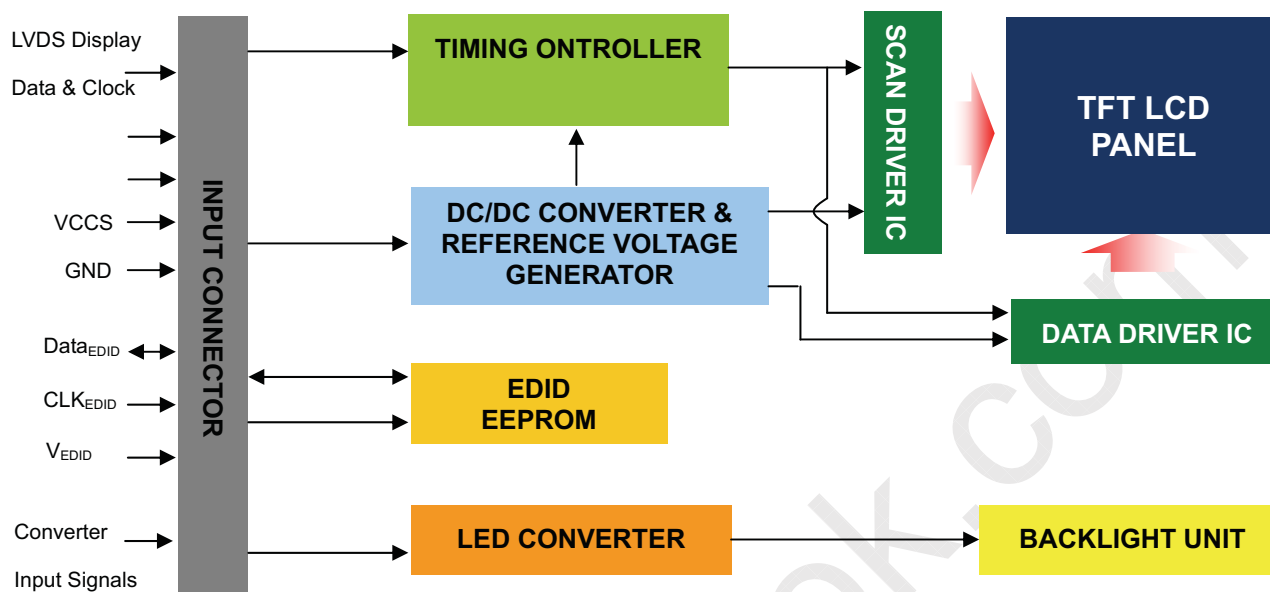 LVDS Display
Data & Clock
VCCS
GND
DataEDID
CLKEDID
VEDID
Converter
Input Signals
INPUT CONNECTOR
TIMING ONTROLLER
DC/DC CONVERTER &
REFERENCE VOLTAGE
GENERATOR
EDID
EEPROM
LED CONVERTER
SCAN DRIVER IC
TFT LCD
PANEL
DATA DRIVER IC
BACKLIGHT UNIT